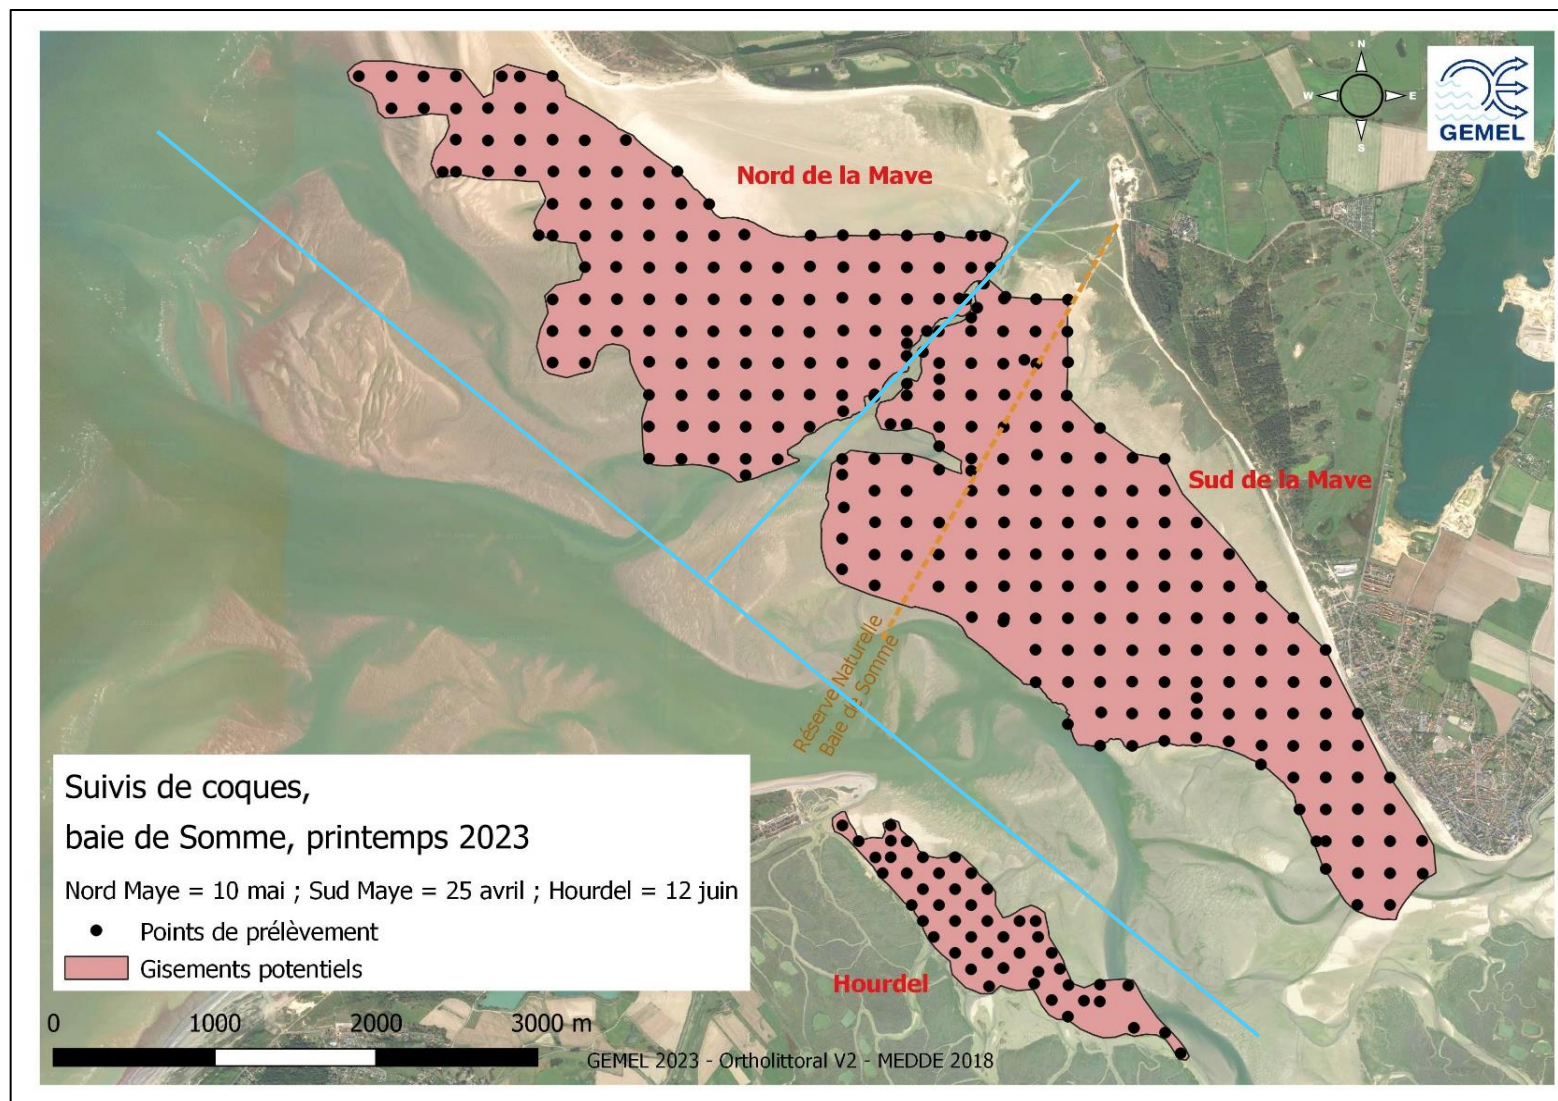 N
W
E
S
GEMEL
Nord de la Maye
Sud de la Maye
Réserve Naturelle
Baie de Somme
Suivis de coques,
baie de Somme, printemps 2023
Nord Maye = 10 mai ; Sud Maye = 25 avril ; Hourdel = 12 juin
Points de prélèvement
Gisements potentiels
Hourdel
0
1000
2000
3000 m
GEMEL 2023 - Ortholittoral V2 - MEDDE 2018